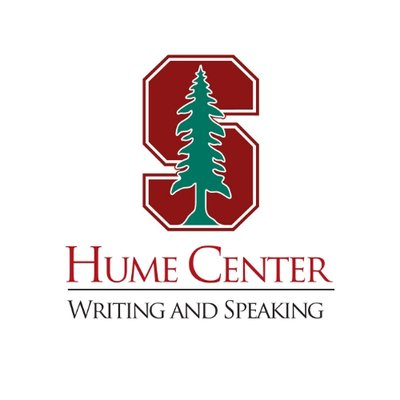 S
HUME CENTER
WRITING AND SPEAKING